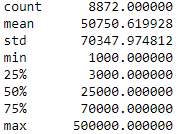 count 8872.000000
mean 50750.619928
std 70347.974812
min 1000.000000
25% 3000.000000
50% 25000.000000
75% 70000.000000
max 500000.000000